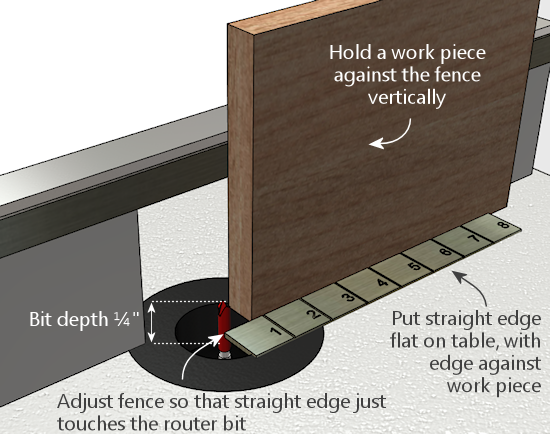 Hold a work piece
against the fence
vertically
Bit depth ¼"
1 2 3 4 5 6 7 8
Put straight edge
flat on table, with
edge against
work piece
Adjust fence so that straight edge just
touches the router bit